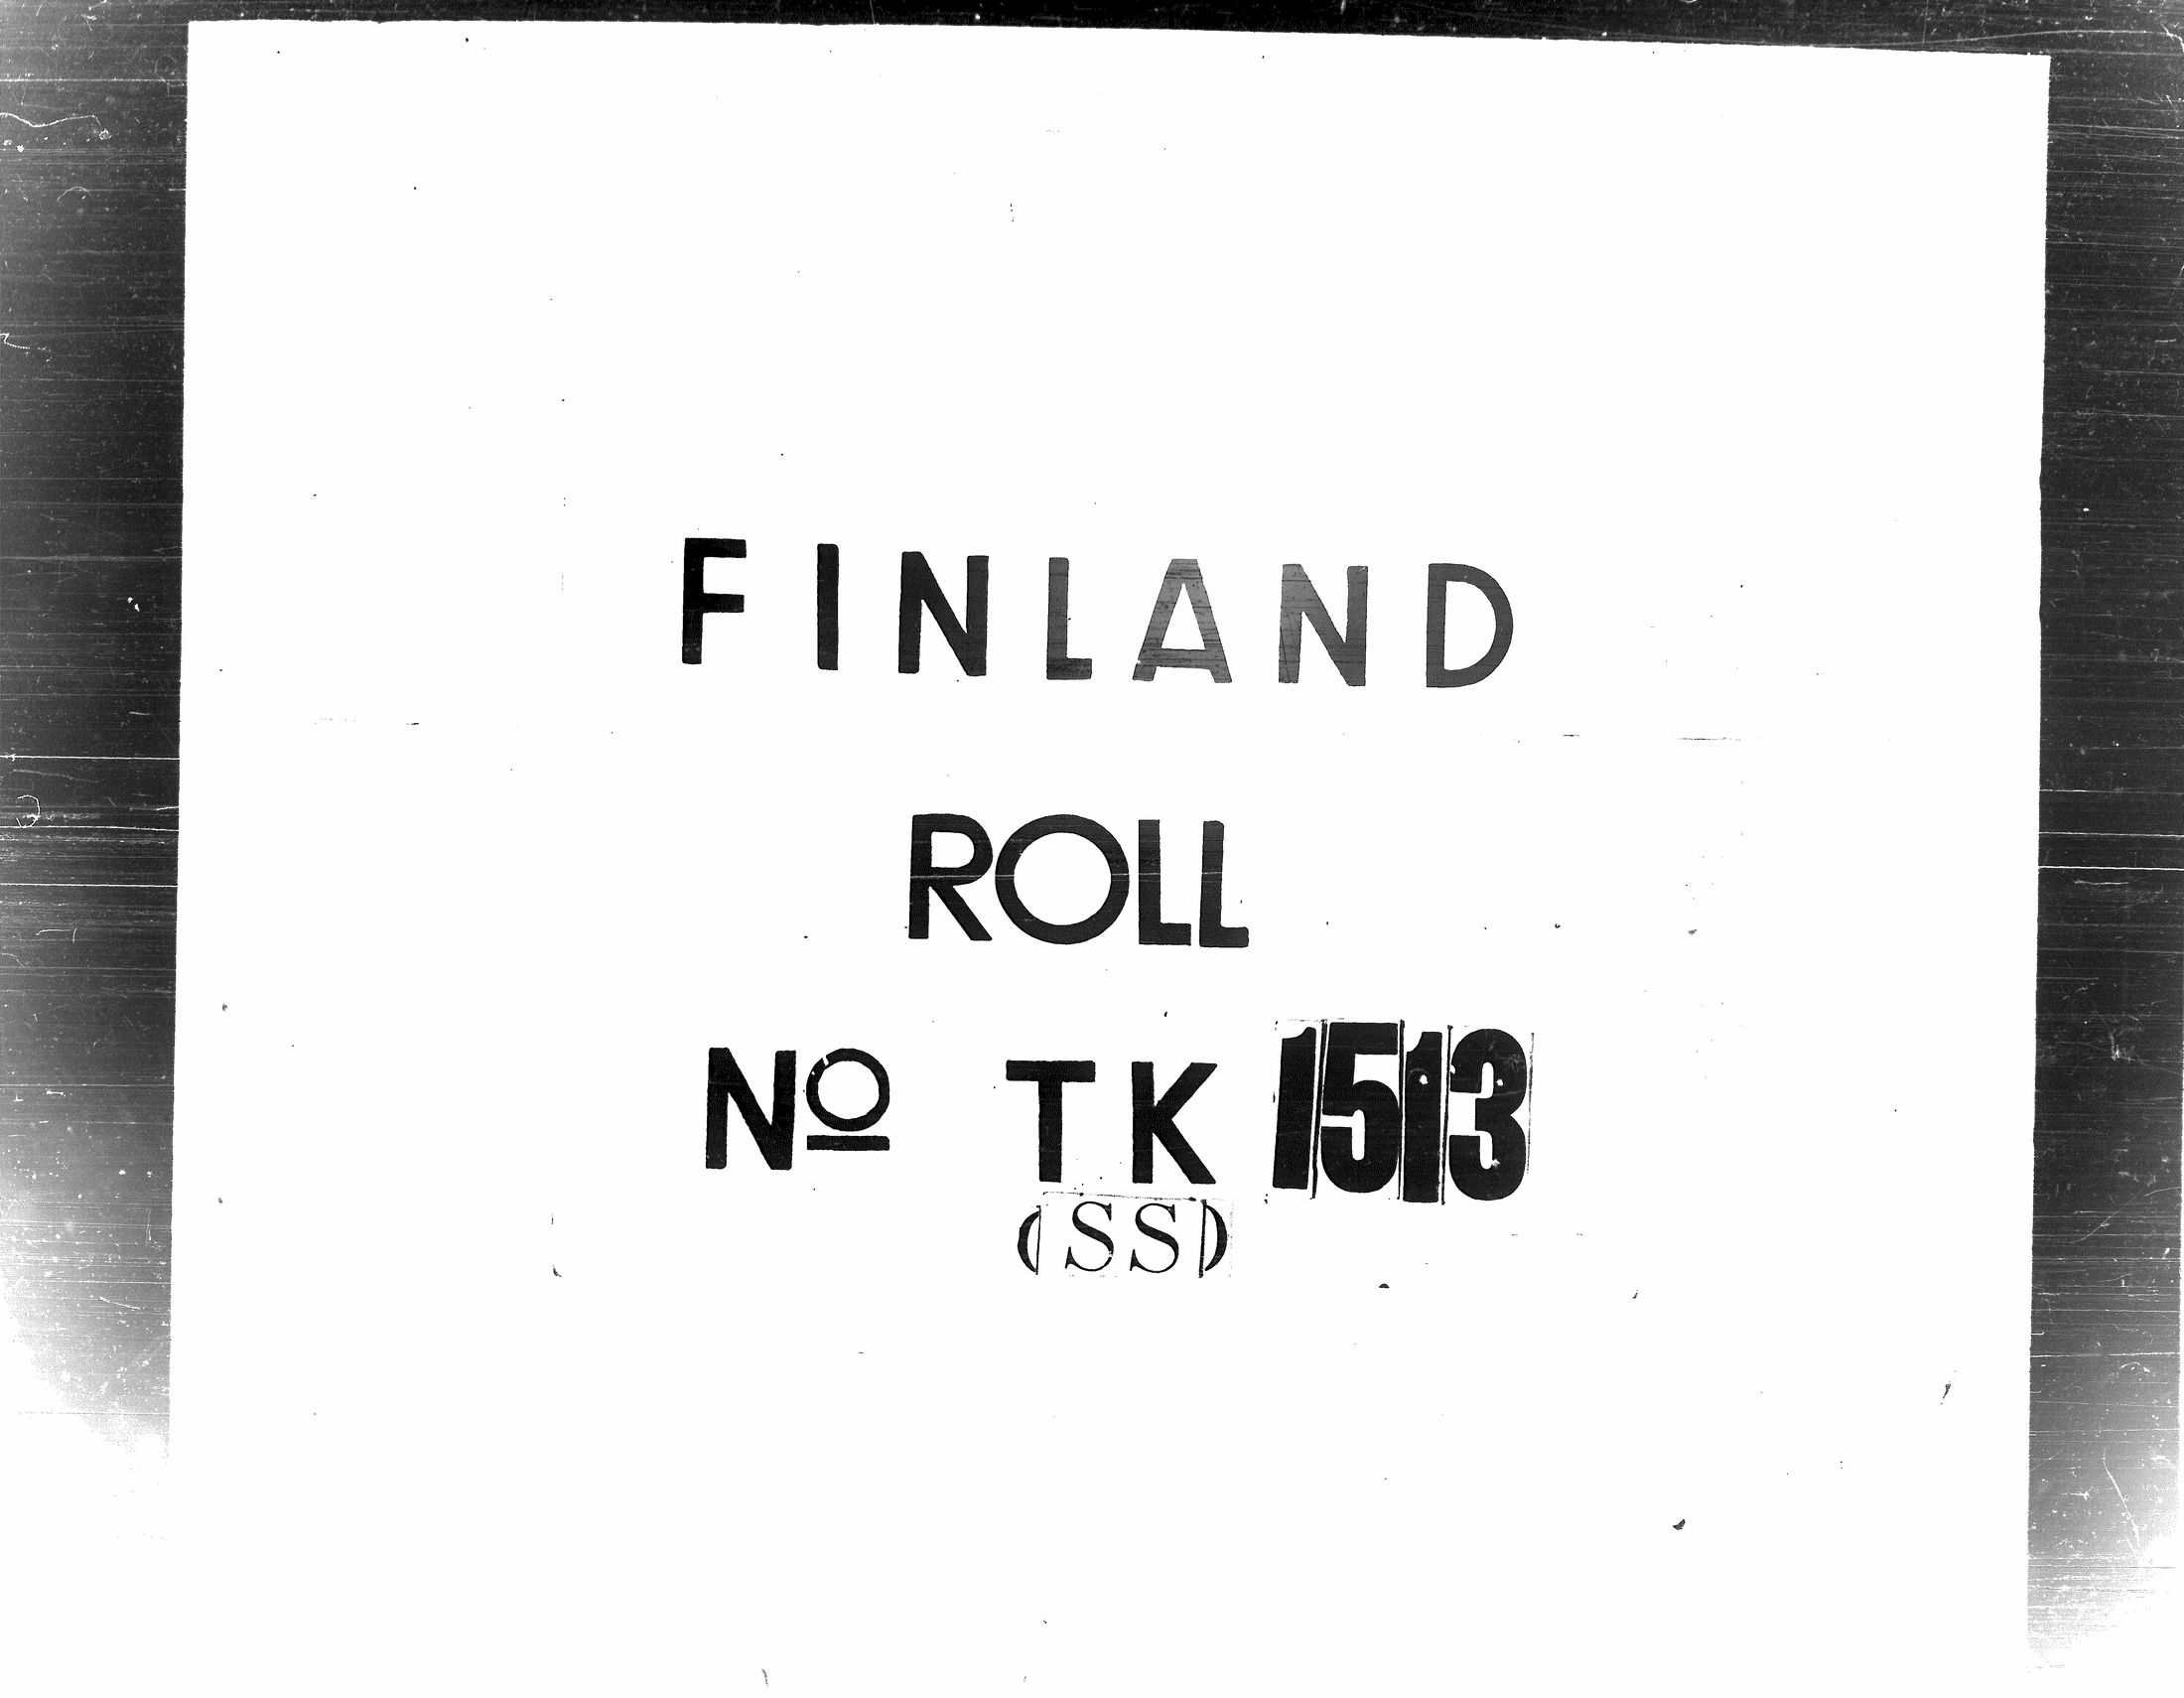 FINLAND
ROLL
Nº TK 1513
(SS)